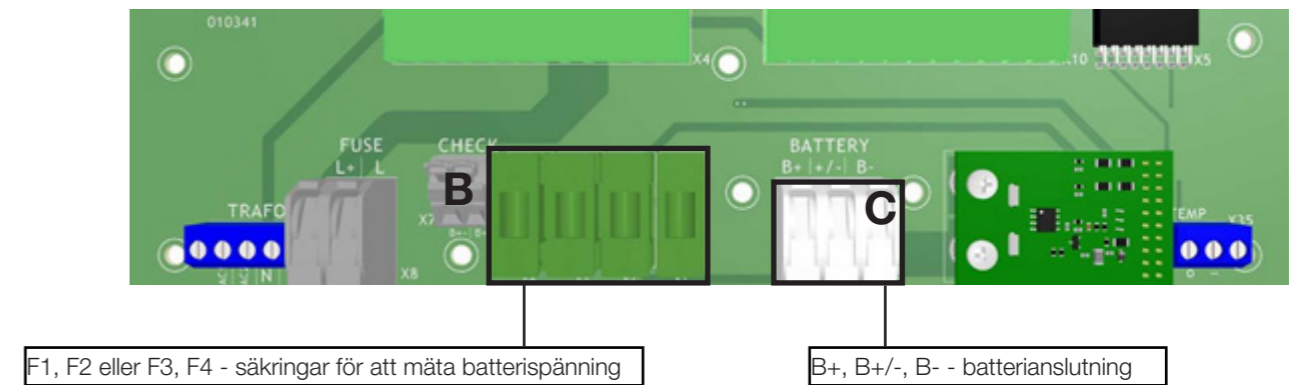 010341
X4
X10
X5
FUSE
L+ L
CHECK
BATTERY
B+ +/- B-
B
C
TRAFO
X7
TEMP
X35
N
X8
F1, F2 eller F3, F4 - säkringar för att mäta batterispänning
B+, B+/-, B- - batterianslutning